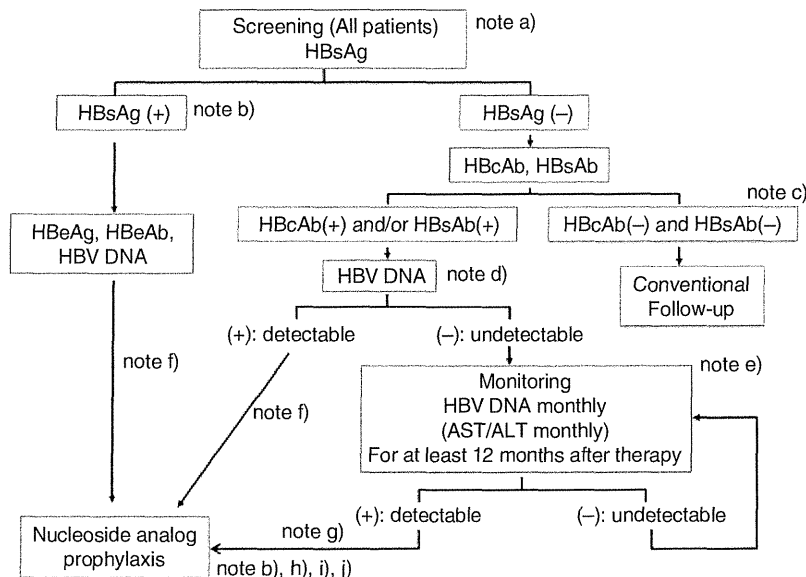 Screening (All patients)
HBsAg
note a)
HBsAg (+)
note b)
HBsAg (–)
HBcAb, HBsAb
note c)
HBeAg, HBeAb,
HBV DNA
HBcAb(+) and/or HBsAb(+)
HBcAb(–) and HBsAb(–)
HBV DNA
note d)
Conventional
Follow-up
(+): detectable
(–): undetectable
note e)
note f)
note f)
Monitoring
HBV DNA monthly
(AST/ALT monthly)
For at least 12 months after therapy
(+): detectable
(–): undetectable
note g)
Nucleoside analog
prophylaxis
note b), h), i), j)